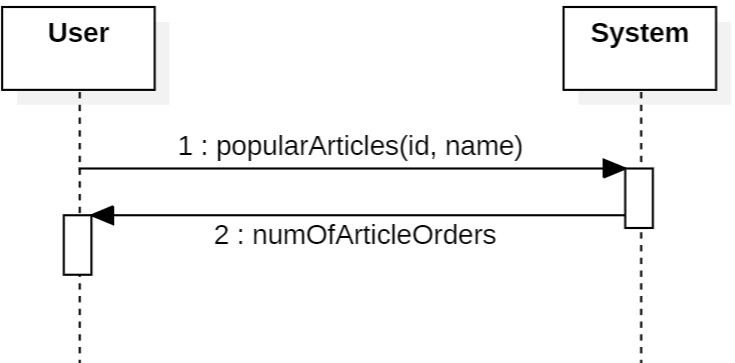 User
System
1 : popularArticles(id, name)
2 : numOfArticleOrders